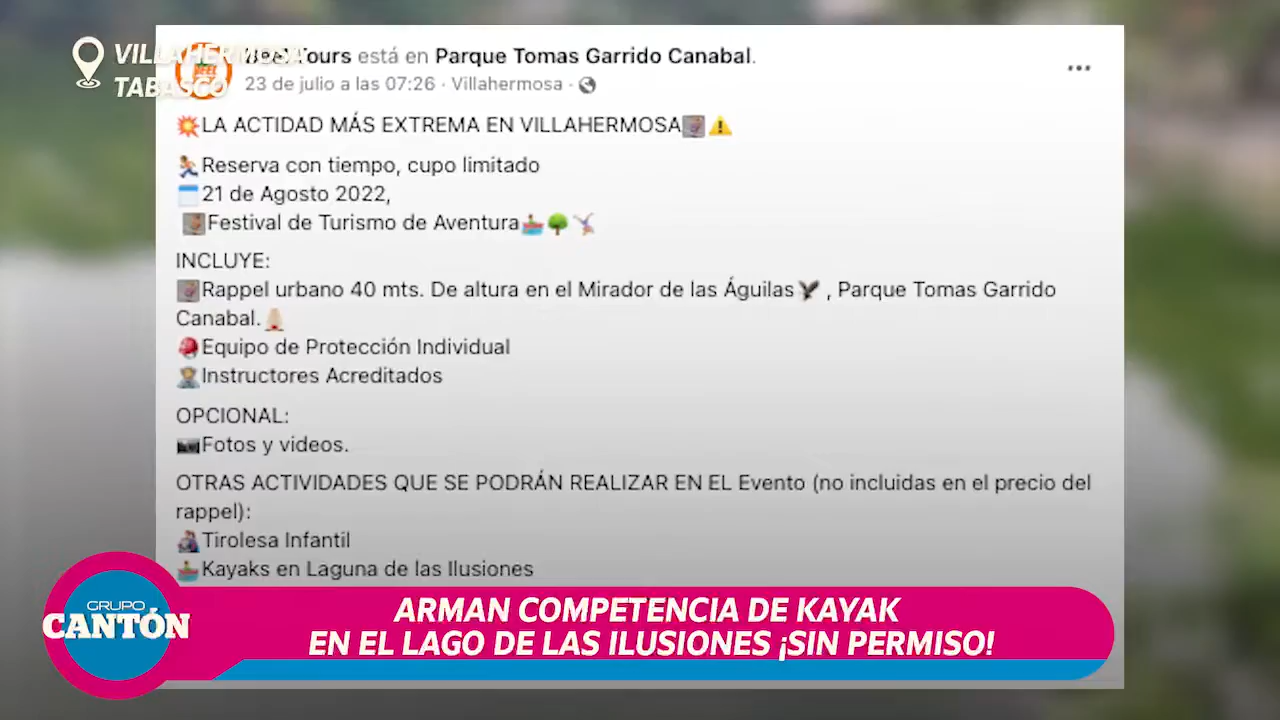 VILLAHERMOSA
TABASCO
Tours está en Parque Tomas Garrido Canabal.
23 de julio a las 07:26 · Villahermosa ·
LA ACTIDAD MÁS EXTREMA EN VILLAHERMOSA
Reserva con tiempo, cupo limitado
21 de Agosto 2022,
Festival de Turismo de Aventura
INCLUYE:
Rappel urbano 40 mts. De altura en el Mirador de las Águilas , Parque Tomas Garrido
Canabal.
Equipo de Protección Individual
Instructores Acreditados
OPCIONAL:
Fotos y videos.
OTRAS ACTIVIDADES QUE SE PODRÁN REALIZAR EN EL Evento (no incluidas en el precio del
rappel):
Tirolesa Infantil
Kayaks en Laguna de las Ilusiones
GRUPO
CANTÓN
ARMAN COMPETENCIA DE KAYAK
EN EL LAGO DE LAS ILUSIONES ¡SIN PERMISO!